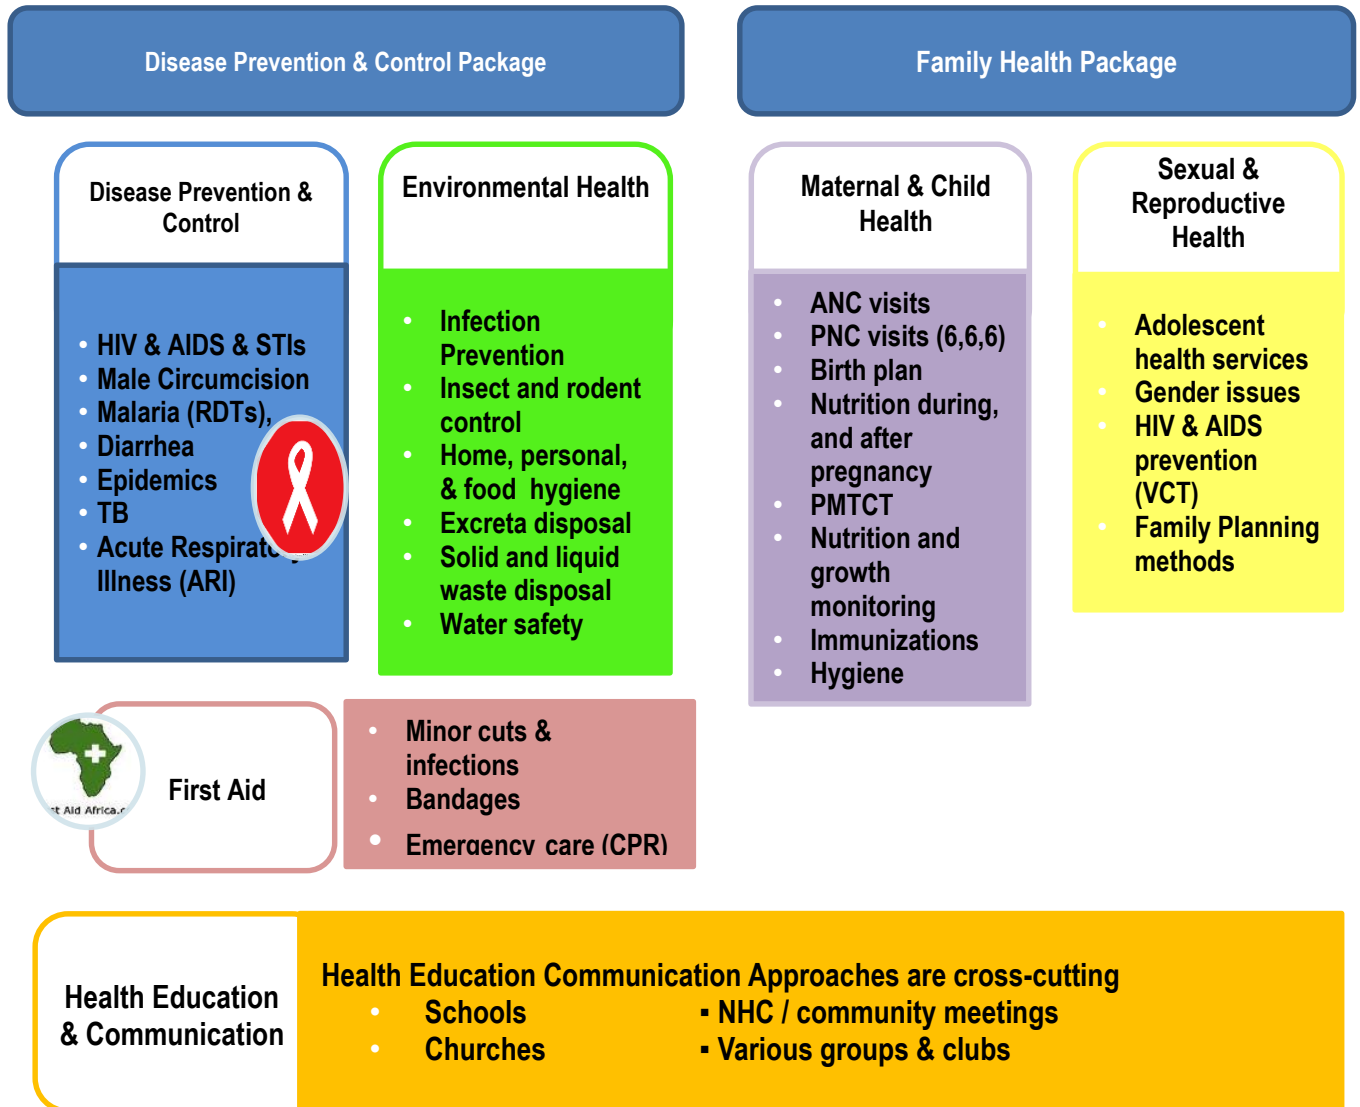 Disease Prevention & Control Package
Family Health Package
Disease Prevention &
Control
• HIV & AIDS & STIs
• Male Circumcision
• Malaria (RDTs),
• Diarrhea
• Epidemics
• TB
• Acute Respiratory
Illness (ARI)
Environmental Health
• Infection
Prevention
• Insect and rodent
control
• Home, personal,
& food hygiene
• Excreta disposal
• Solid and liquid
waste disposal
• Water safety
Maternal & Child
Health
• ANC visits
• PNC visits (6,6,6)
• Birth plan
• Nutrition during,
and after
pregnancy
• PMTCT
• Nutrition and
growth
monitoring
• Immunizations
• Hygiene
Sexual &
Reproductive
Health
• Adolescent
health services
• Gender issues
• HIV & AIDS
prevention
(VCT)
• Family Planning
methods
st Aid Africa.c
First Aid
• Minor cuts &
infections
• Bandages
• Emergency care (CPR)
Health Education
& Communication
Health Education Communication Approaches are cross-cutting
• Schools ▪ NHC / community meetings
• Churches ▪ Various groups & clubs